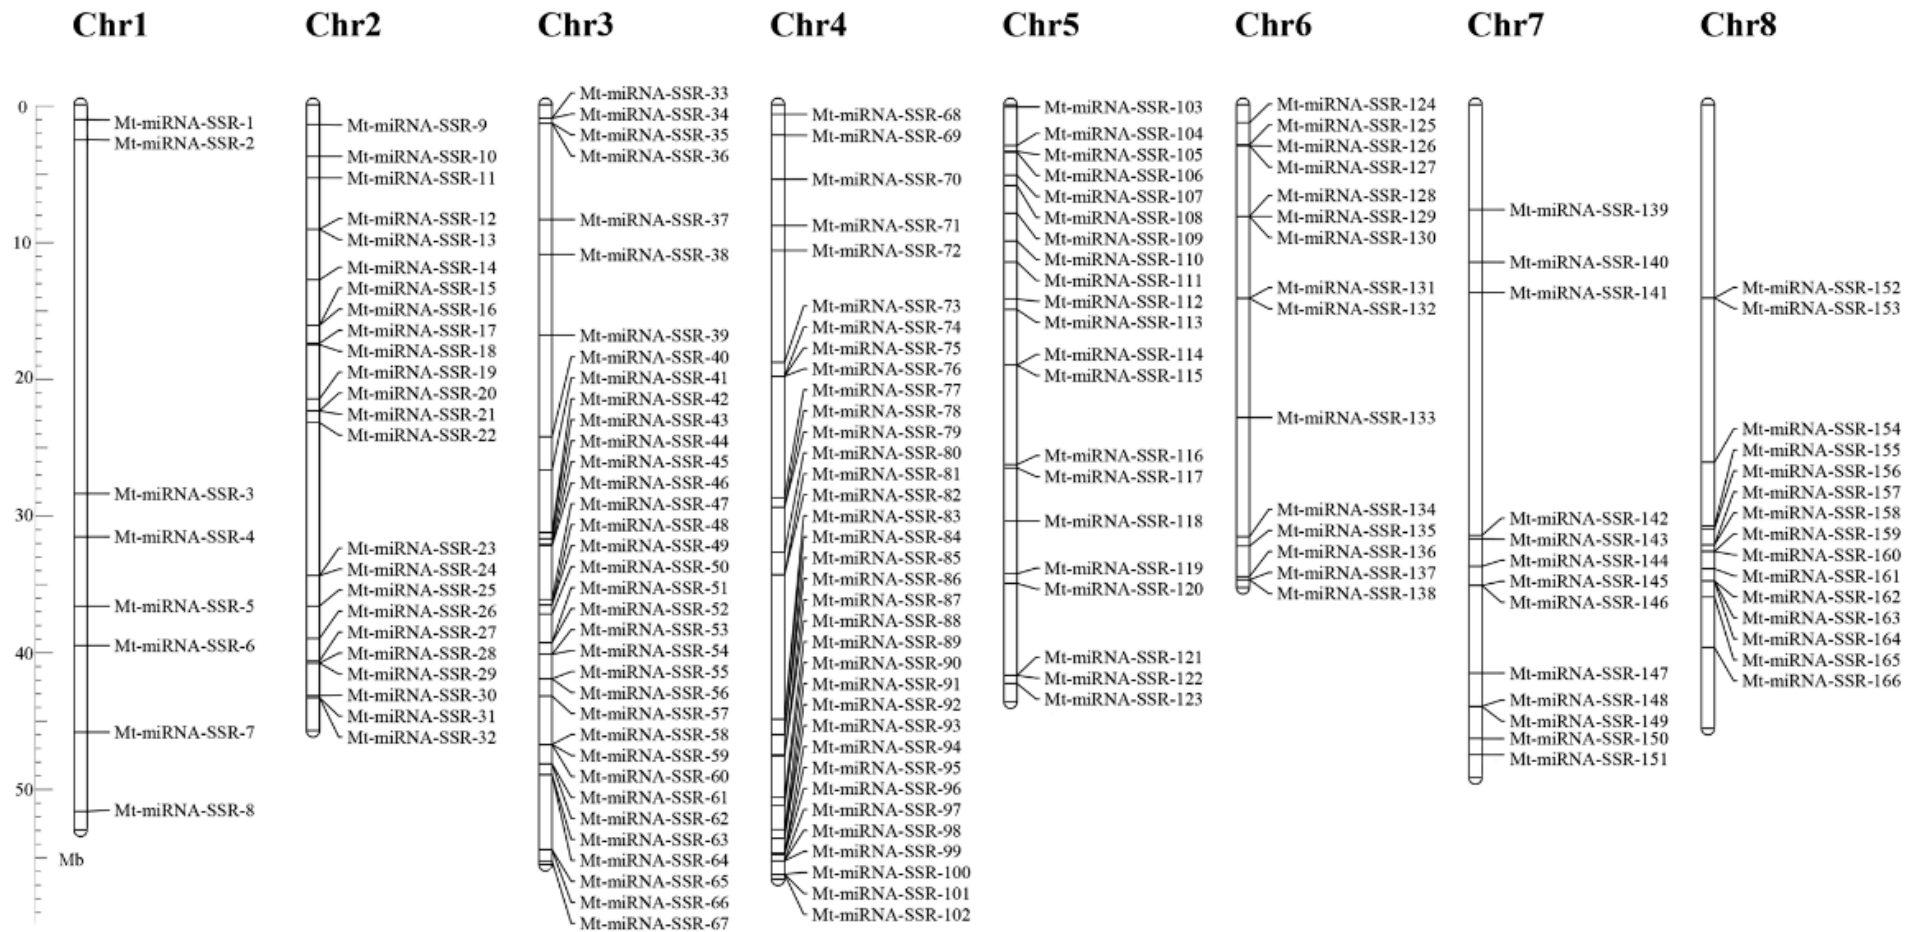 Chr1
Chr2
Chr3
Chr4
Chr5
Chr6
Chr7
Chr8
0
10
20
30
40
50
Mb
Mt-miRNA-SSR-1
Mt-miRNA-SSR-2
Mt-miRNA-SSR-3
Mt-miRNA-SSR-4
Mt-miRNA-SSR-5
Mt-miRNA-SSR-6
Mt-miRNA-SSR-7
Mt-miRNA-SSR-8
Mt-miRNA-SSR-9
Mt-miRNA-SSR-10
Mt-miRNA-SSR-11
Mt-miRNA-SSR-12
Mt-miRNA-SSR-13
Mt-miRNA-SSR-14
Mt-miRNA-SSR-15
Mt-miRNA-SSR-16
Mt-miRNA-SSR-17
Mt-miRNA-SSR-18
Mt-miRNA-SSR-19
Mt-miRNA-SSR-20
Mt-miRNA-SSR-21
Mt-miRNA-SSR-22
Mt-miRNA-SSR-23
Mt-miRNA-SSR-24
Mt-miRNA-SSR-25
Mt-miRNA-SSR-26
Mt-miRNA-SSR-27
Mt-miRNA-SSR-28
Mt-miRNA-SSR-29
Mt-miRNA-SSR-30
Mt-miRNA-SSR-31
Mt-miRNA-SSR-32
Mt-miRNA-SSR-33
Mt-miRNA-SSR-34
Mt-miRNA-SSR-35
Mt-miRNA-SSR-36
Mt-miRNA-SSR-37
Mt-miRNA-SSR-38
Mt-miRNA-SSR-39
Mt-miRNA-SSR-40
Mt-miRNA-SSR-41
Mt-miRNA-SSR-42
Mt-miRNA-SSR-43
Mt-miRNA-SSR-44
Mt-miRNA-SSR-45
Mt-miRNA-SSR-46
Mt-miRNA-SSR-47
Mt-miRNA-SSR-48
Mt-miRNA-SSR-49
Mt-miRNA-SSR-50
Mt-miRNA-SSR-51
Mt-miRNA-SSR-52
Mt-miRNA-SSR-53
Mt-miRNA-SSR-54
Mt-miRNA-SSR-55
Mt-miRNA-SSR-56
Mt-miRNA-SSR-57
Mt-miRNA-SSR-58
Mt-miRNA-SSR-59
Mt-miRNA-SSR-60
Mt-miRNA-SSR-61
Mt-miRNA-SSR-62
Mt-miRNA-SSR-63
Mt-miRNA-SSR-64
Mt-miRNA-SSR-65
Mt-miRNA-SSR-66
Mt-miRNA-SSR-67
Mt-miRNA-SSR-68
Mt-miRNA-SSR-69
Mt-miRNA-SSR-70
Mt-miRNA-SSR-71
Mt-miRNA-SSR-72
Mt-miRNA-SSR-73
Mt-miRNA-SSR-74
Mt-miRNA-SSR-75
Mt-miRNA-SSR-76
Mt-miRNA-SSR-77
Mt-miRNA-SSR-78
Mt-miRNA-SSR-79
Mt-miRNA-SSR-80
Mt-miRNA-SSR-81
Mt-miRNA-SSR-82
Mt-miRNA-SSR-83
Mt-miRNA-SSR-84
Mt-miRNA-SSR-85
Mt-miRNA-SSR-86
Mt-miRNA-SSR-87
Mt-miRNA-SSR-88
Mt-miRNA-SSR-89
Mt-miRNA-SSR-90
Mt-miRNA-SSR-91
Mt-miRNA-SSR-92
Mt-miRNA-SSR-93
Mt-miRNA-SSR-94
Mt-miRNA-SSR-95
Mt-miRNA-SSR-96
Mt-miRNA-SSR-97
Mt-miRNA-SSR-98
Mt-miRNA-SSR-99
Mt-miRNA-SSR-100
Mt-miRNA-SSR-101
Mt-miRNA-SSR-102
Mt-miRNA-SSR-103
Mt-miRNA-SSR-104
Mt-miRNA-SSR-105
Mt-miRNA-SSR-106
Mt-miRNA-SSR-107
Mt-miRNA-SSR-108
Mt-miRNA-SSR-109
Mt-miRNA-SSR-110
Mt-miRNA-SSR-111
Mt-miRNA-SSR-112
Mt-miRNA-SSR-113
Mt-miRNA-SSR-114
Mt-miRNA-SSR-115
Mt-miRNA-SSR-116
Mt-miRNA-SSR-117
Mt-miRNA-SSR-118
Mt-miRNA-SSR-119
Mt-miRNA-SSR-120
Mt-miRNA-SSR-121
Mt-miRNA-SSR-122
Mt-miRNA-SSR-123
Mt-miRNA-SSR-124
Mt-miRNA-SSR-125
Mt-miRNA-SSR-126
Mt-miRNA-SSR-127
Mt-miRNA-SSR-128
Mt-miRNA-SSR-129
Mt-miRNA-SSR-130
Mt-miRNA-SSR-131
Mt-miRNA-SSR-132
Mt-miRNA-SSR-133
Mt-miRNA-SSR-134
Mt-miRNA-SSR-135
Mt-miRNA-SSR-136
Mt-miRNA-SSR-137
Mt-miRNA-SSR-138
Mt-miRNA-SSR-139
Mt-miRNA-SSR-140
Mt-miRNA-SSR-141
Mt-miRNA-SSR-142
Mt-miRNA-SSR-143
Mt-miRNA-SSR-144
Mt-miRNA-SSR-145
Mt-miRNA-SSR-146
Mt-miRNA-SSR-147
Mt-miRNA-SSR-148
Mt-miRNA-SSR-149
Mt-miRNA-SSR-150
Mt-miRNA-SSR-151
Mt-miRNA-SSR-152
Mt-miRNA-SSR-153
Mt-miRNA-SSR-154
Mt-miRNA-SSR-155
Mt-miRNA-SSR-156
Mt-miRNA-SSR-157
Mt-miRNA-SSR-158
Mt-miRNA-SSR-159
Mt-miRNA-SSR-160
Mt-miRNA-SSR-161
Mt-miRNA-SSR-162
Mt-miRNA-SSR-163
Mt-miRNA-SSR-164
Mt-miRNA-SSR-165
Mt-miRNA-SSR-166